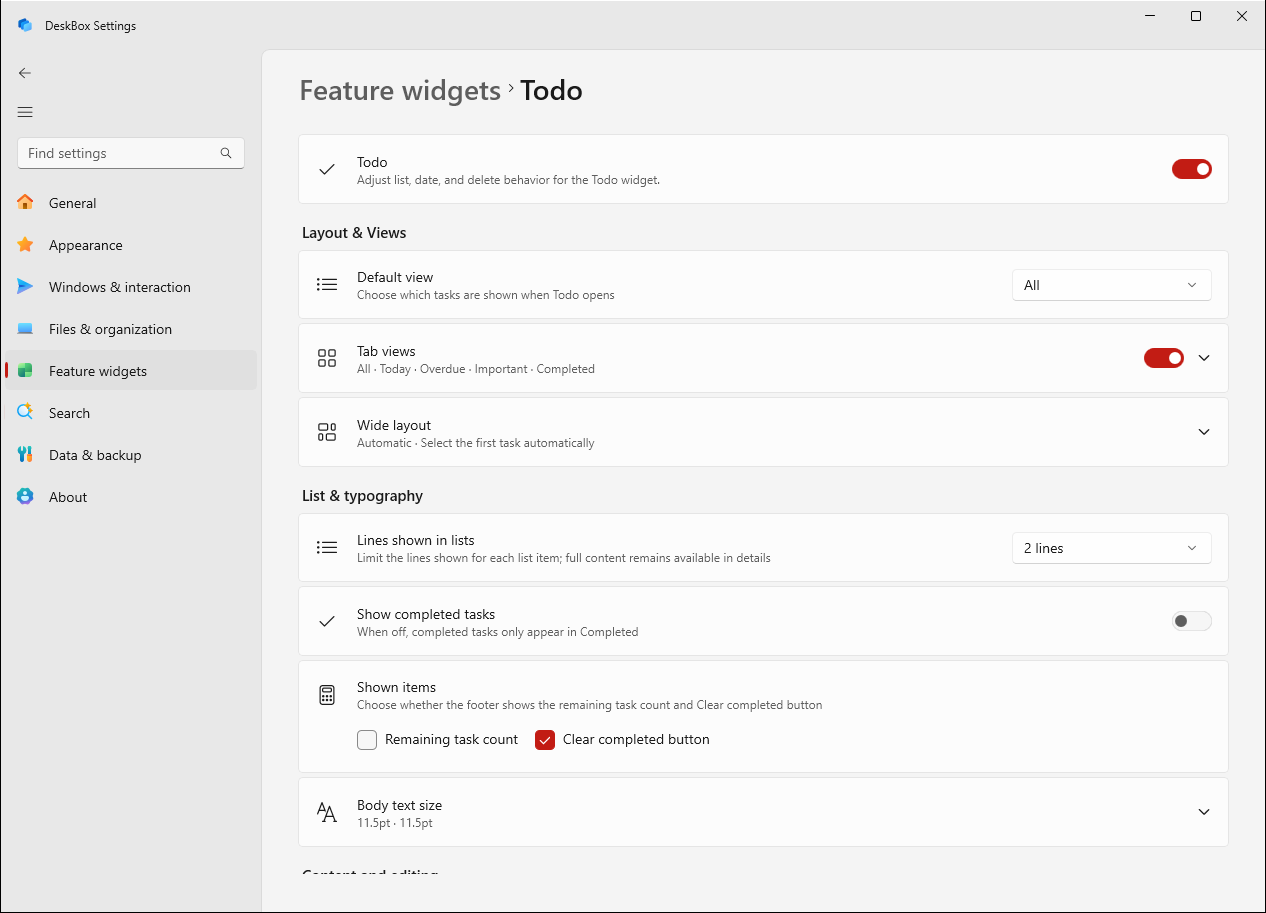 DeskBox Settings
Find settings
General
Appearance
Windows & interaction
Files & organization
Feature widgets
Search
Data & backup
About
Feature widgets › Todo
Todo
Adjust list, date, and delete behavior for the Todo widget.
Layout & Views
Default view
Choose which tasks are shown when Todo opens
All
Tab views
All · Today · Overdue · Important · Completed
Wide layout
Automatic · Select the first task automatically
List & typography
Lines shown in lists
Limit the lines shown for each list item; full content remains available in details
2 lines
Show completed tasks
When off, completed tasks only appear in Completed
Shown items
Choose whether the footer shows the remaining task count and Clear completed button
Remaining task count
Clear completed button
Body text size
11.5pt · 11.5pt
Content and editing